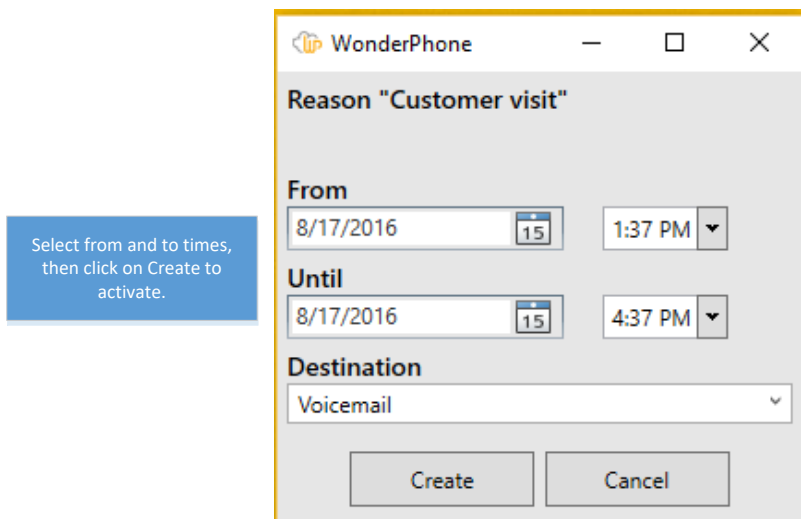 WonderPhone
Reason "Customer visit"
Select from and to times,
then click on Create to
activate.
From
8/17/2016 15 1:37 PM
Until
8/17/2016 15 4:37 PM
Destination
Voicemail
Create Cancel